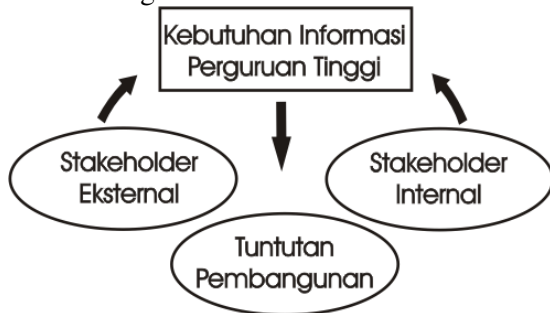 Kebutuhan Informasi
Perguruan Tinggi
Stakeholder
Eksternal
Stakeholder
Internal
Tuntutan
Pembangunan